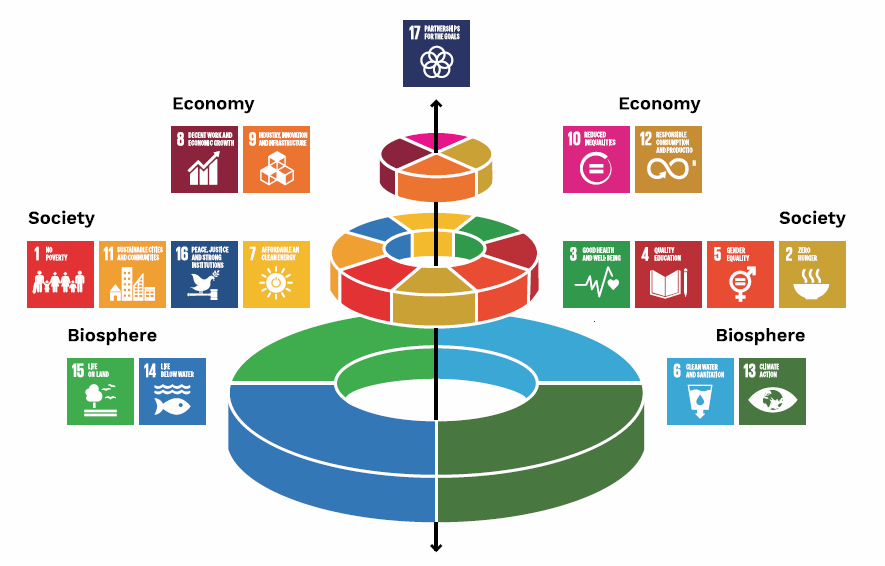 17 PARTNERSHIPS
FOR THE GOALS
Economy
Economy
8 DECENT WORK AND
ECONOMIC GROWTH
9 INDUSTRY, INNOVATION
AND INFRASTRUCTURE
10 REDUCED
INEQUALITIES
12 RESPONSIBLE
CONSUMPTION
AND PRODUCTIO
Society
Society
1 NO
POVERTY
11 SUSTAINABLE CITIES
AND COMMUNITIES
16 PEACE, JUSTICE
AND STRONG
INSTITUTIONS
7 AFFORDABLE AN
CLEAN ENERGY
3 GOOD HEALTH
AND WELL-BEING
4 QUALITY
EDUCATION
5 GENDER
EQUALITY
2 ZERO
HUNGER
Biosphere
Biosphere
15 LIFE
ON LAND
14 LIFE
BELOW WATER
6 CLEAN WATER
AND SANITATION
13 CLIMATE
ACTION